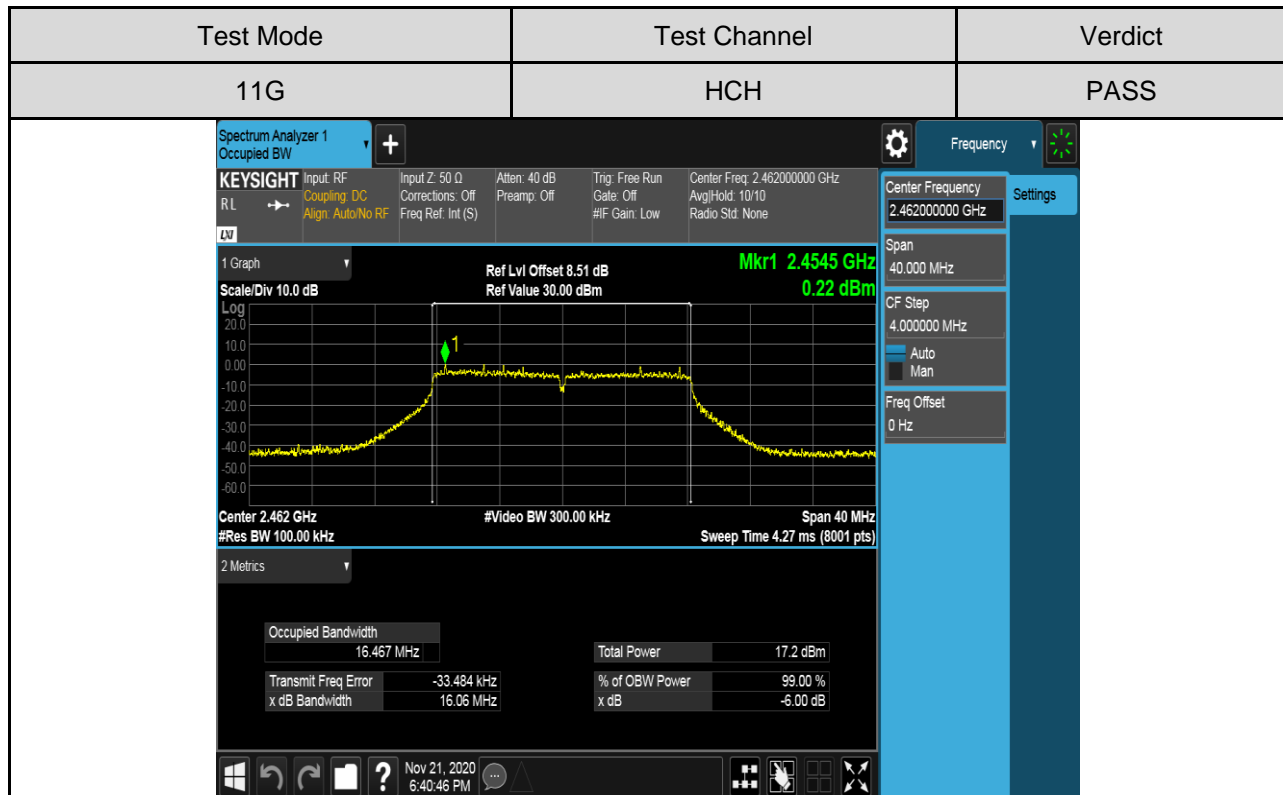 Test Mode Test Channel Verdict
11G HCH PASS
Spectrum Analyzer 1
Occupied BW
+
Frequency
KEYSIGHT
RL
LXI
Input: RF
Coupling: DC
Align: Auto/No RF
Input Z: 50 Ω
Corrections: Off
Freq Ref: Int (S)
Atten: 40 dB
Preamp: Off
Trig: Free Run
Gate: Off
#IF Gain: Low
Center Freq: 2.462000000 GHz
Avg|Hold: 10/10
Radio Std: None
Center Frequency
2.462000000 GHz
Settings
Span
40.000 MHz
CF Step
4.000000 MHz
Auto
Man
Freq Offset
0 Hz
1 Graph
Scale/Div 10.0 dB
Ref Lvl Offset 8.51 dB
Ref Value 30.00 dBm
Mkr1 2.4545 GHz
0.22 dBm
Log
20.0
10.0
0.00
-10.0
-20.0
-30.0
-40.0
-50.0
-60.0
1
Center 2.462 GHz #Video BW 300.00 kHz Span 40 MHz
#Res BW 100.00 kHz Sweep Time 4.27 ms (8001 pts)
2 Metrics
Occupied Bandwidth
16.467 MHz
Total Power 17.2 dBm
Transmit Freq Error -33.484 kHz % of OBW Power 99.00 %
x dB Bandwidth 16.06 MHz x dB -6.00 dB
?
Nov 21, 2020
6:40:46 PM